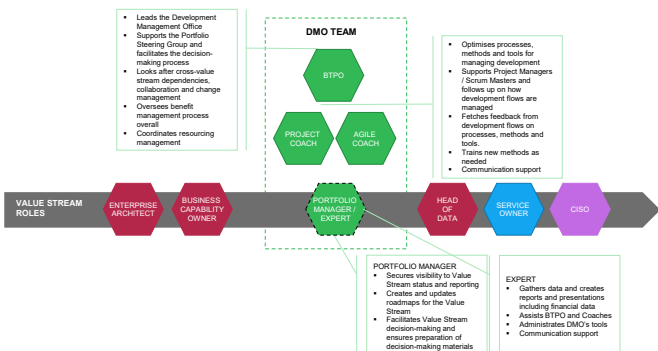 Leads the Development
Management Office
Supports the Portfolio
Steering Group and
facilitates the decision-
making process
Looks after cross-value
stream dependencies,
collaboration and change
management
Oversees benefit
management process
overall
Coordinates resourcing
management
DMO TEAM
BTPO
PROJECT
COACH
AGILE
COACH
Optimises processes,
methods and tools for
managing development
Supports Project Managers
/ Scrum Masters and
follows up on how
development flows are
managed
Fetches feedback from
development flows on
processes, methods and
tools.
Trains new methods as
needed
Communication support
VALUE STREAM
ROLES
ENTERPRISE
ARCHITECT
BUSINESS
CAPABILITY
OWNER
PORTFOLIO
MANAGER /
EXPERT
HEAD
OF
DATA
SERVICE
OWNER
CISO
PORTFOLIO MANAGER
Secures visibility to Value
Stream status and reporting
Creates and updates
roadmaps for the Value
Stream
Facilitates Value Stream
decision-making and
ensures preparation of
decision-making materials
EXPERT
Gathers data and creates
reports and presentations
including financial data
Assists BTPO and Coaches
Administrates DMO's tools
Communication support